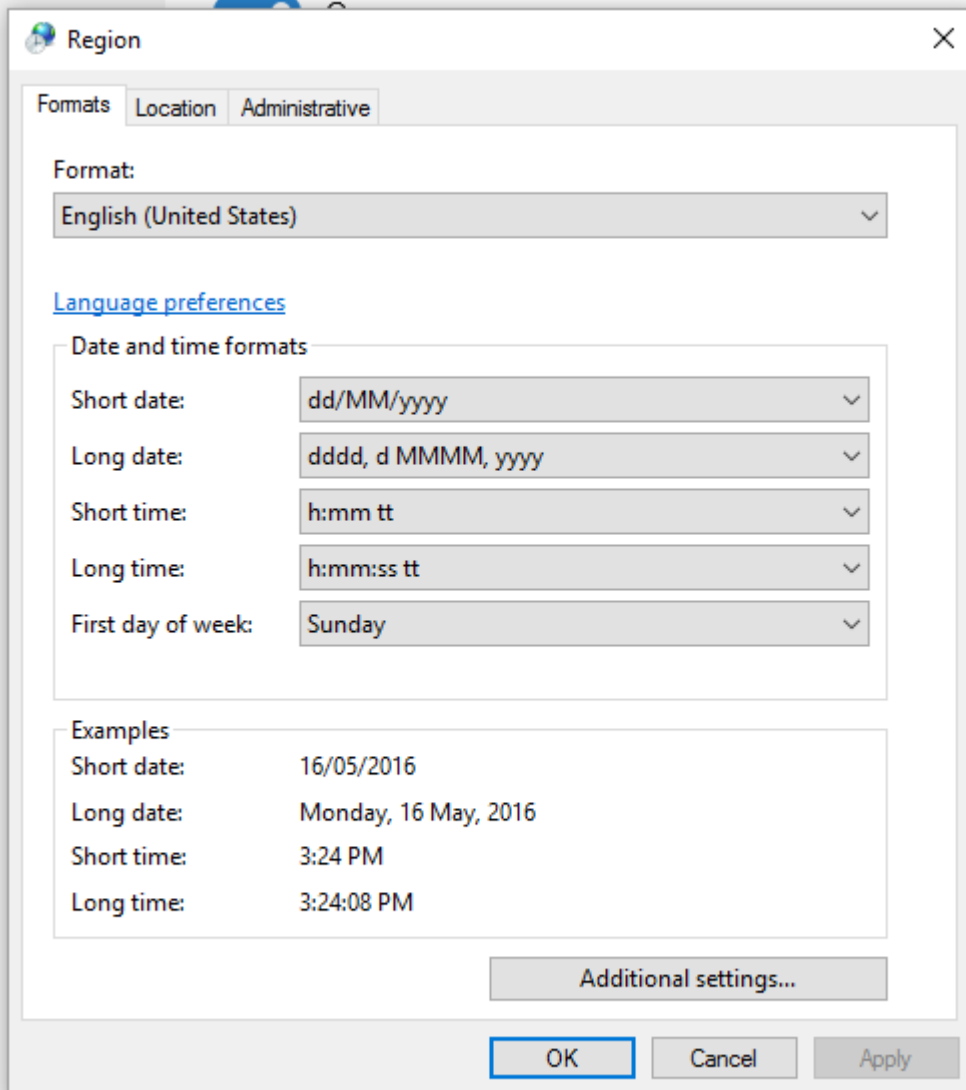 Region
Formats Location Administrative
Format:
English (United States)
Language preferences
Date and time formats
Short date: dd/MM/yyyy
Long date: dddd, d MMMM, yyyy
Short time: h:mm tt
Long time: h:mm:ss tt
First day of week: Sunday
Examples
Short date: 16/05/2016
Long date: Monday, 16 May, 2016
Short time: 3:24 PM
Long time: 3:24:08 PM
Additional settings...
OK Cancel Apply